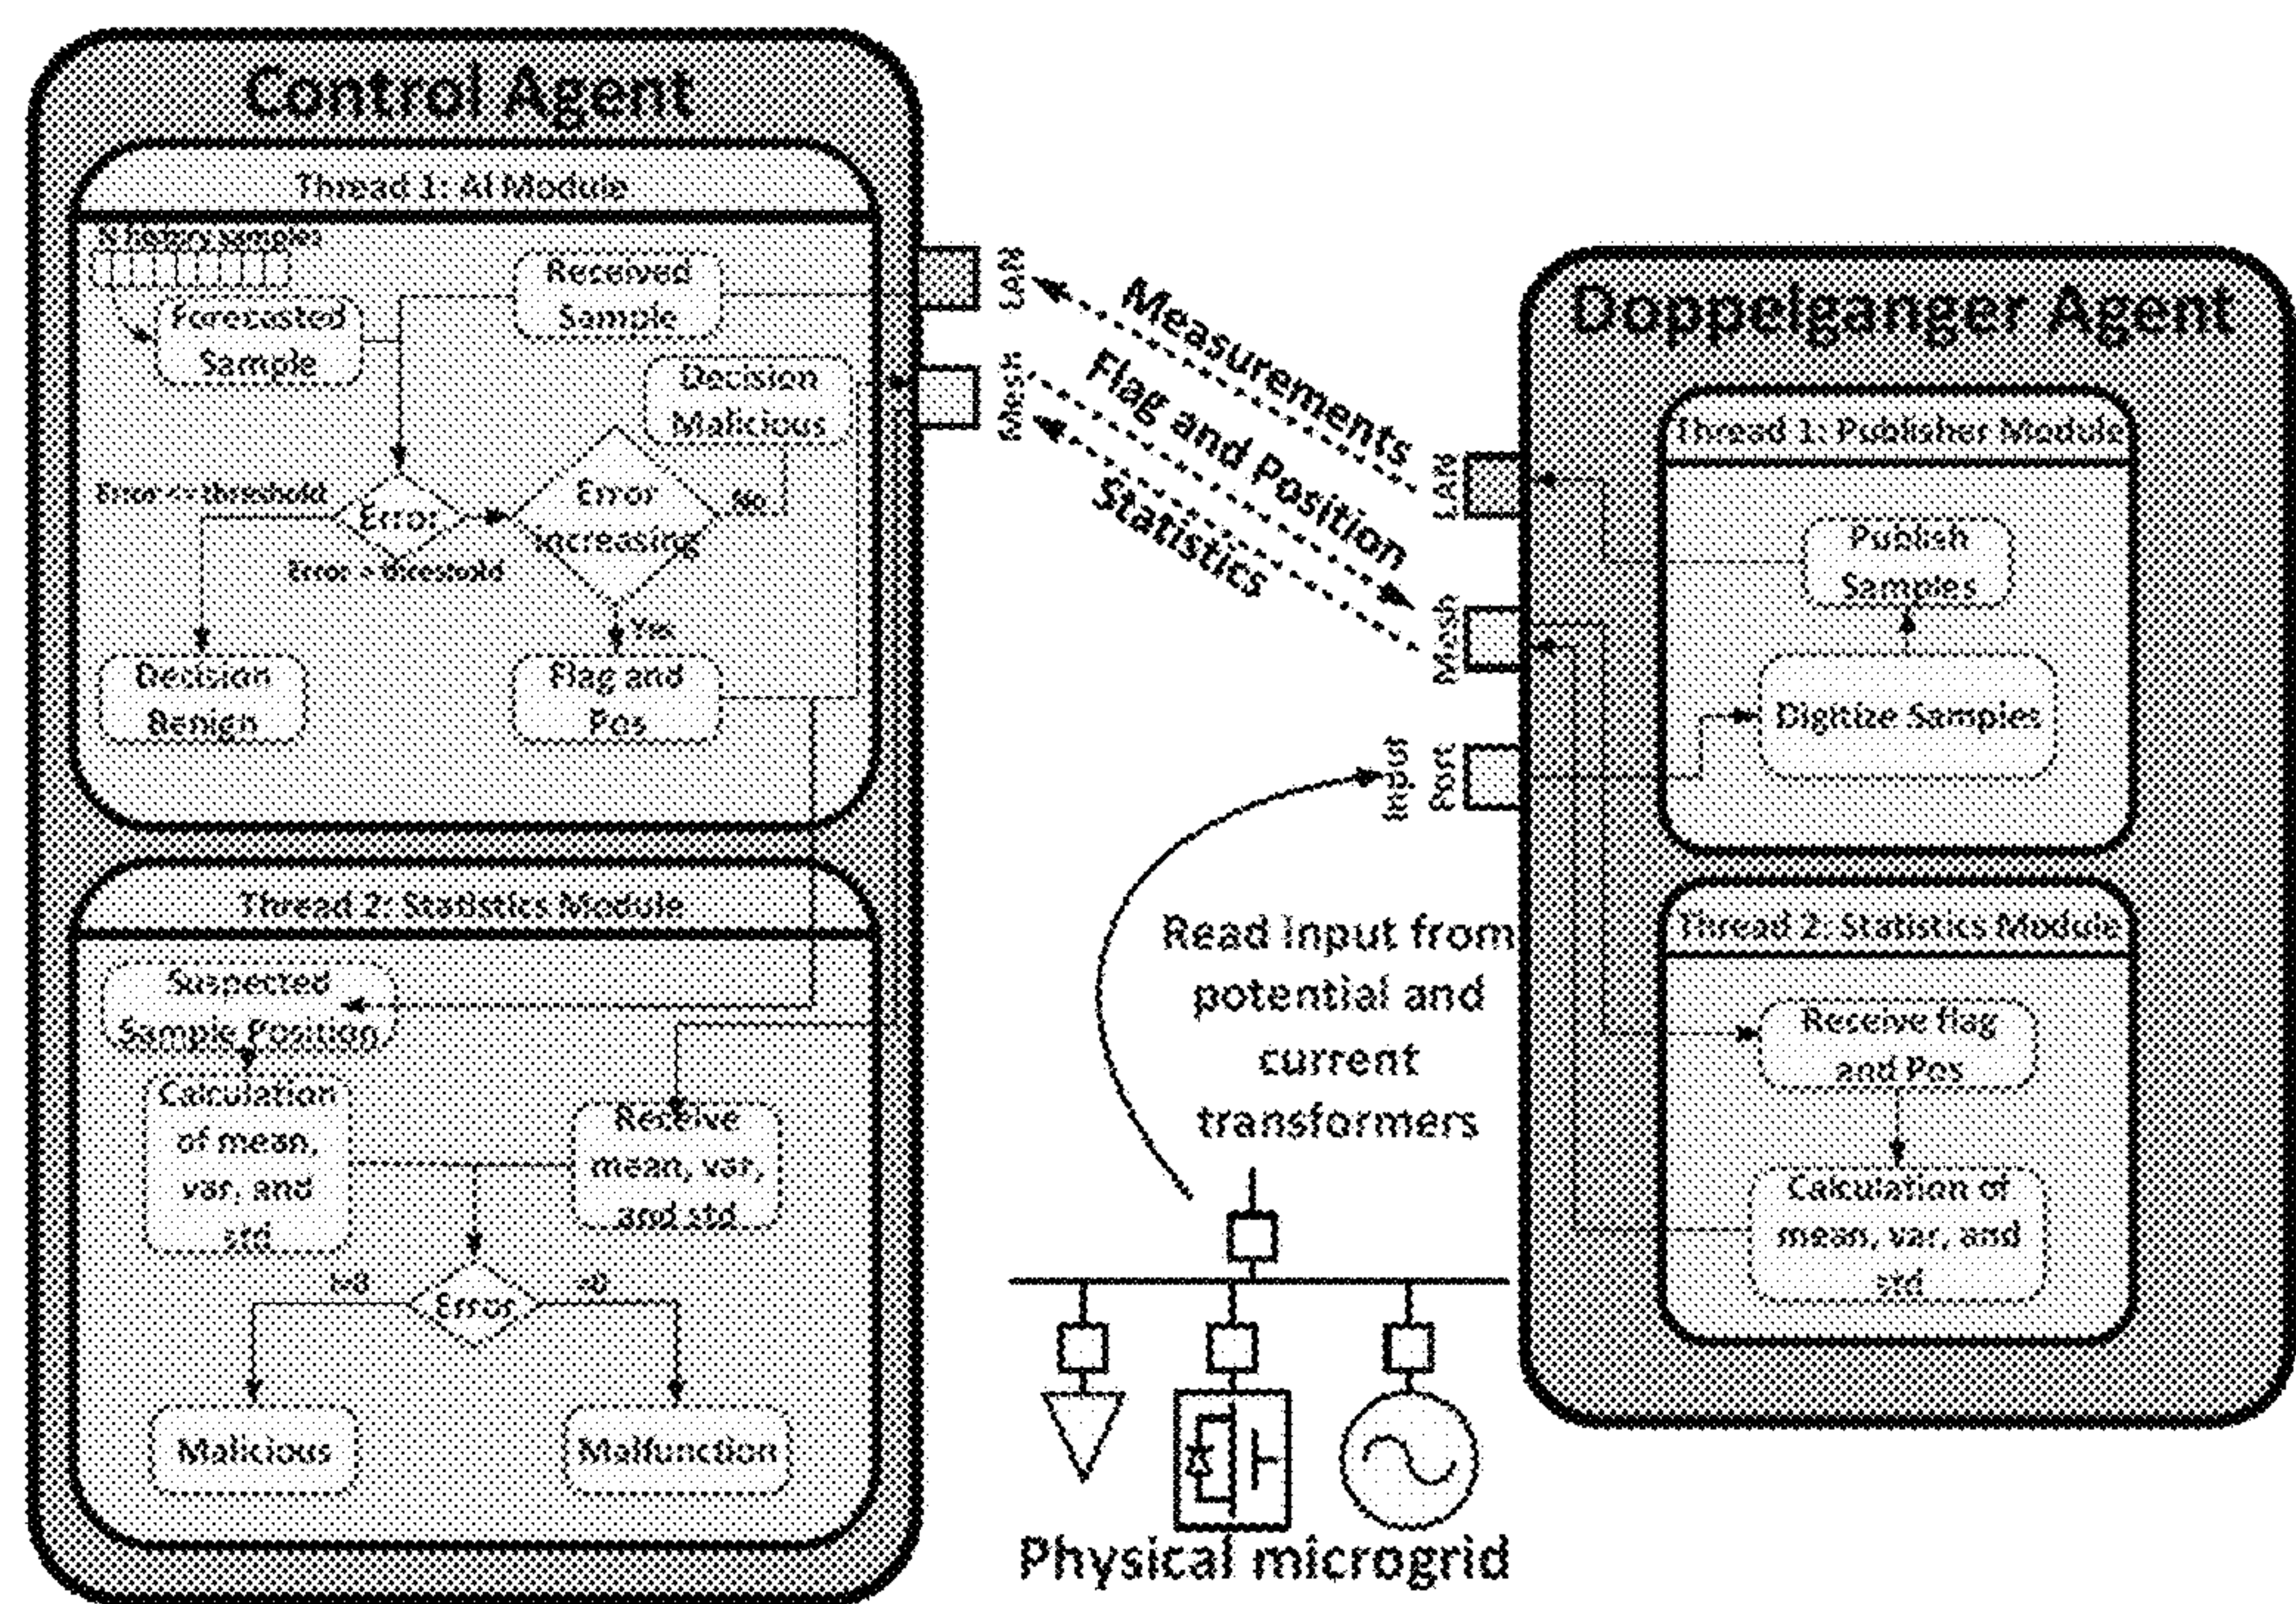 Control Agent
Thread 1: AI Module
N history samples
Received
Sample
Forecasted
Sample
Decision
Malicious
Error <= threshold
Error
Error
increasing
No
Error > threshold
Yes
Decision
Benign
Flag and
Pos
Thread 2: Statistics Module
Suspected
Sample Position
Calculation
of mean,
var, and
std
Receive
mean, var,
and std
!=0
=0
Error
Malicious
Malfunction
LAN
Mesh
Measurements
Flag and Position
Statistics
LAN
Mesh
Input
Port
Read input from
potential and
current
transformers
Physical microgrid
Doppelganger Agent
Thread 1: Publisher Module
Publish
Samples
Digitize Samples
Thread 2: Statistics Module
Receive flag
and Pos
Calculation of
mean, var, and
std